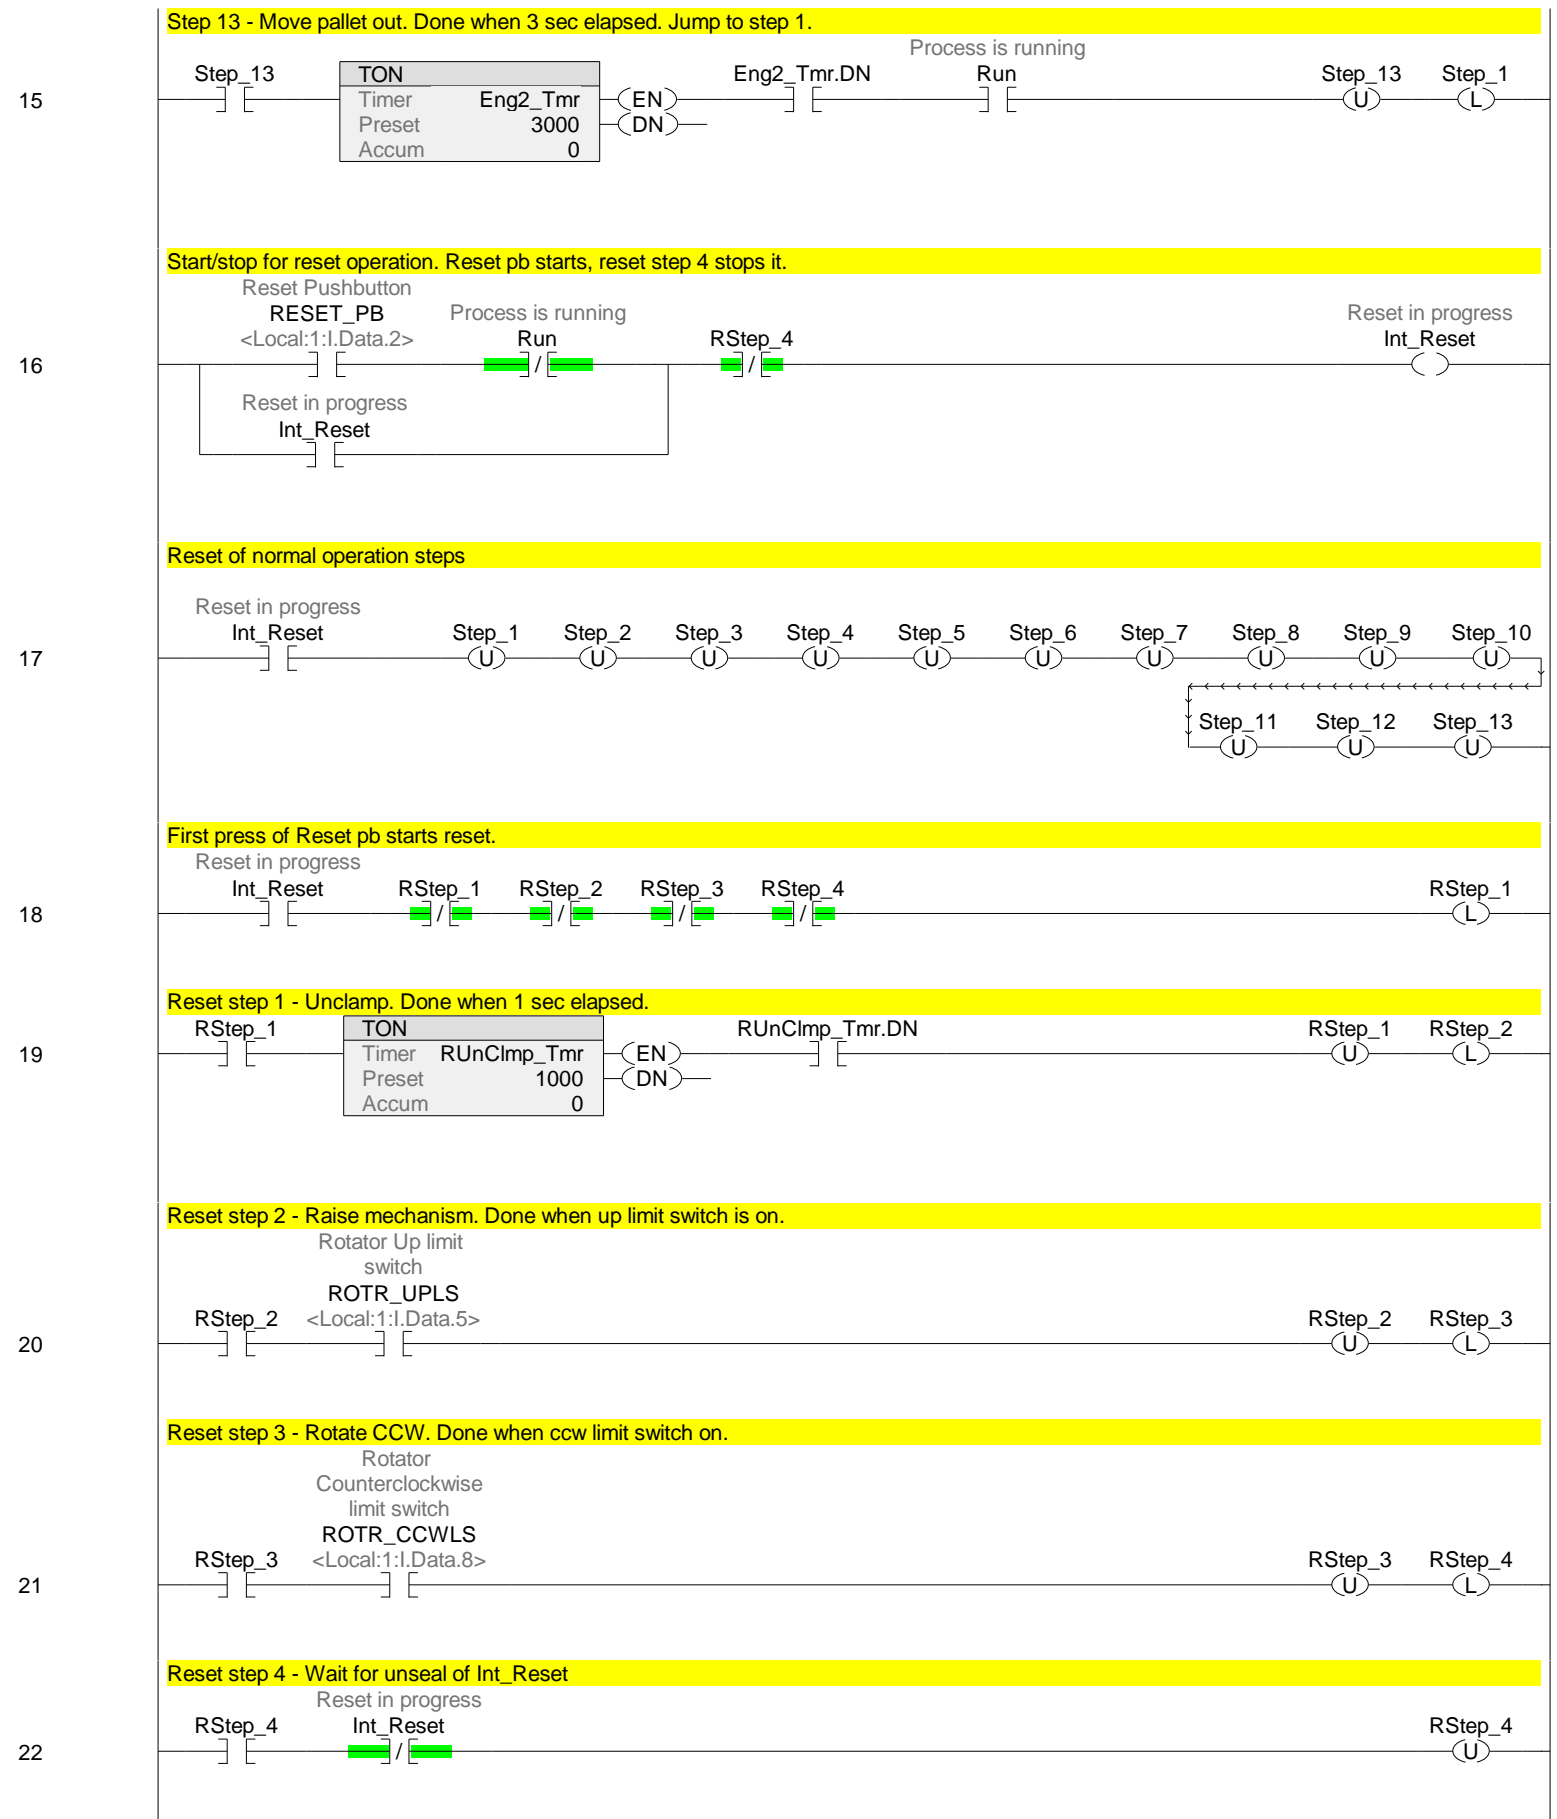 Step 13 - Move pallet out. Done when 3 sec elapsed. Jump to step 1.
Process is running
Step_13 TON Eng2_Tmr.DN Run Step_13 Step_1
15 Timer Eng2_Tmr EN U L
Preset 3000 DN
Accum 0
Start/stop for reset operation. Reset pb starts, reset step 4 stops it.
Reset Pushbutton
RESET_PB Process is running Reset in progress
<Local:1:I.Data.2> Run RStep_4 Int_Reset
16 / /
Reset in progress
Int_Reset
Reset of normal operation steps
Reset in progress
Int_Reset Step_1 Step_2 Step_3 Step_4 Step_5 Step_6 Step_7 Step_8 Step_9 Step_10
17 U U U U U U U U U U
Step_11 Step_12 Step_13
U U U
First press of Reset pb starts reset.
Reset in progress
Int_Reset RStep_1 RStep_2 RStep_3 RStep_4 RStep_1
18 / / / / L
Reset step 1 - Unclamp. Done when 1 sec elapsed.
RStep_1 TON RUnClmp_Tmr.DN RStep_1 RStep_2
19 Timer RUnClmp_Tmr EN U L
Preset 1000 DN
Accum 0
Reset step 2 - Raise mechanism. Done when up limit switch is on.
Rotator Up limit
switch
ROTR_UPLS
RStep_2 <Local:1:I.Data.5> RStep_2 RStep_3
20 U L
Reset step 3 - Rotate CCW. Done when ccw limit switch on.
Rotator
Counterclockwise
limit switch
ROTR_CCWLS
RStep_3 <Local:1:I.Data.8> RStep_3 RStep_4
21 U L
Reset step 4 - Wait for unseal of Int_Reset
Reset in progress
RStep_4 Int_Reset RStep_4
22 / U